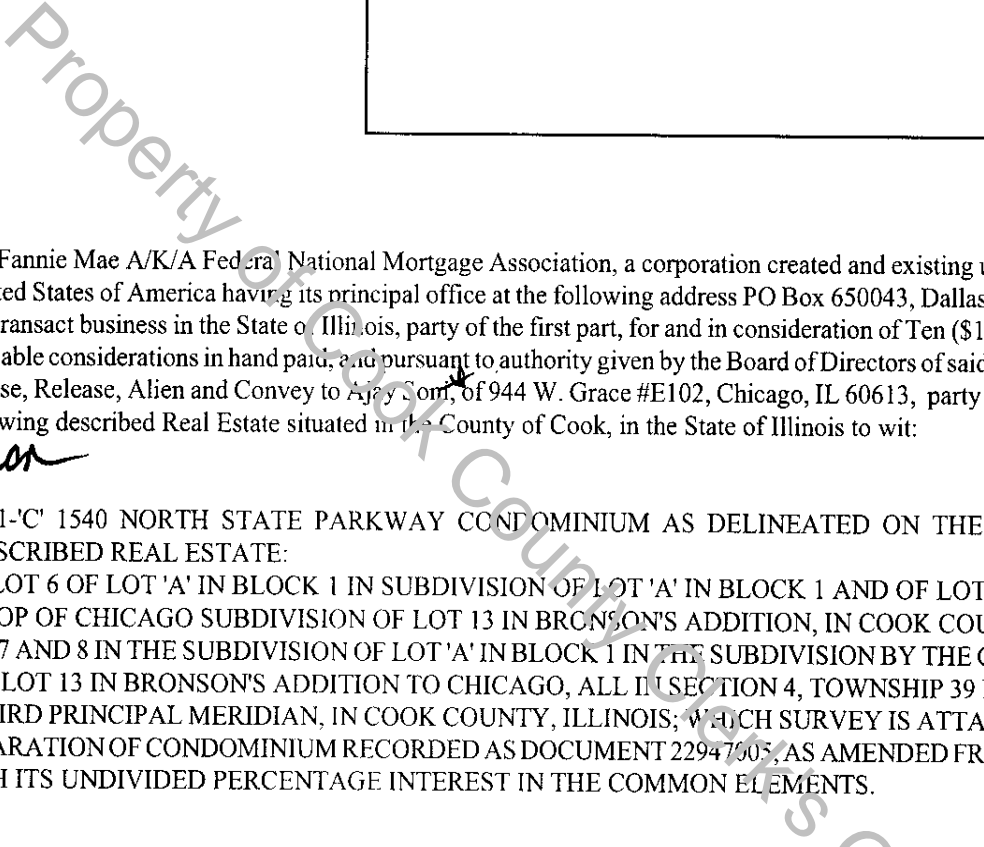 Fannie Mae A/K/A Federal National Mortgage Association, a corporation created and existing
ted States of America having its principal office at the following address PO Box 650043, Dallas
ransact business in the State of Illinois, party of the first part, for and in consideration of Ten ($1
able considerations in hand paid, and pursuant to authority given by the Board of Directors of said
se, Release, Alien and Convey to Ajay Som, of 944 W. Grace #E102, Chicago, IL 60613, party
wing described Real Estate situated in the County of Cook, in the State of Illinois to wit:
1-'C' 1540 NORTH STATE PARKWAY CONDOMINIUM AS DELINEATED ON THE
SCRIBED REAL ESTATE:
LOT 6 OF LOT 'A' IN BLOCK 1 IN SUBDIVISION OF LOT 'A' IN BLOCK 1 AND OF LOT
OP OF CHICAGO SUBDIVISION OF LOT 13 IN BRONSON'S ADDITION, IN COOK COU
7 AND 8 IN THE SUBDIVISION OF LOT 'A' IN BLOCK 1 IN THE SUBDIVISION BY THE
LOT 13 IN BRONSON'S ADDITION TO CHICAGO, ALL IN SECTION 4, TOWNSHIP 39
IRD PRINCIPAL MERIDIAN, IN COOK COUNTY, ILLINOIS; WHICH SURVEY IS ATTA
ARATION OF CONDOMINIUM RECORDED AS DOCUMENT 22947005, AS AMENDED FR
H ITS UNDIVIDED PERCENTAGE INTEREST IN THE COMMON ELEMENTS.
Property of Cook County Clerk's